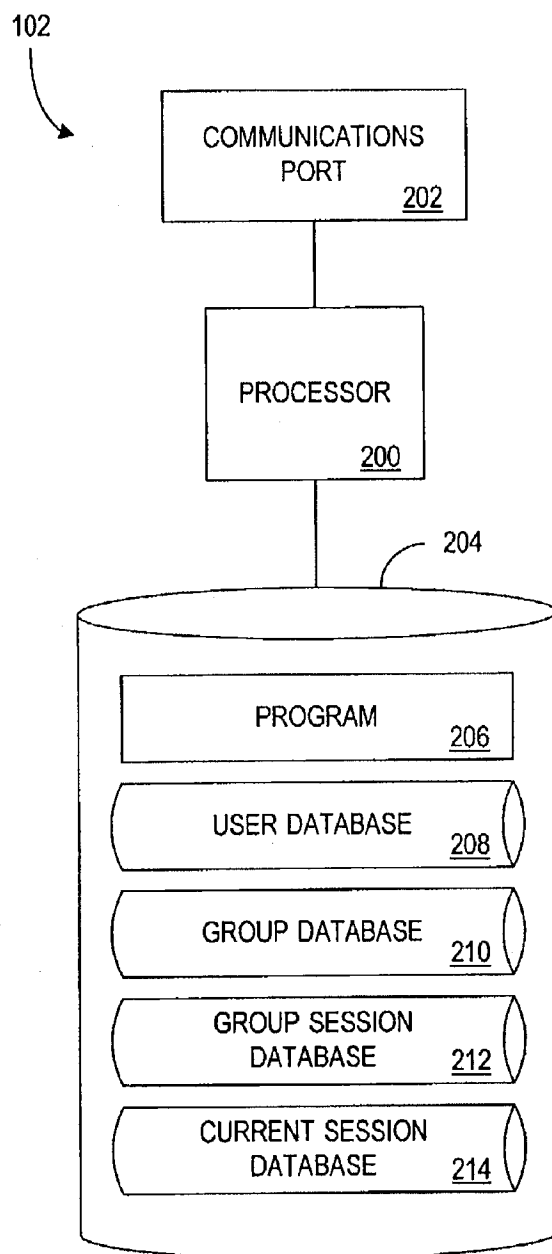 102
COMMUNICATIONS
PORT
202
PROCESSOR
200
204
PROGRAM
206
USER DATABASE
208
GROUP DATABASE
210
GROUP SESSION
DATABASE
212
CURRENT SESSION
DATABASE
214